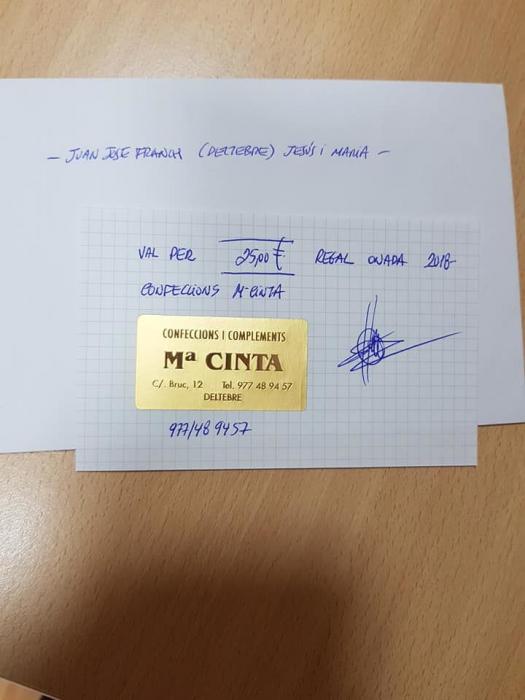 - JUAN JOSE FRANCH (DELTEBRE) JESÚS i MARIA -
VAL PER 25,00 € REGAL ONADA 2018
CONFECCIONS Mª CINTA
CONFECCIONS I COMPLEMENTS
Mª CINTA
C/. Bruc, 12 Tel. 977 48 94 57
DELTEBRE
977/48 94 57